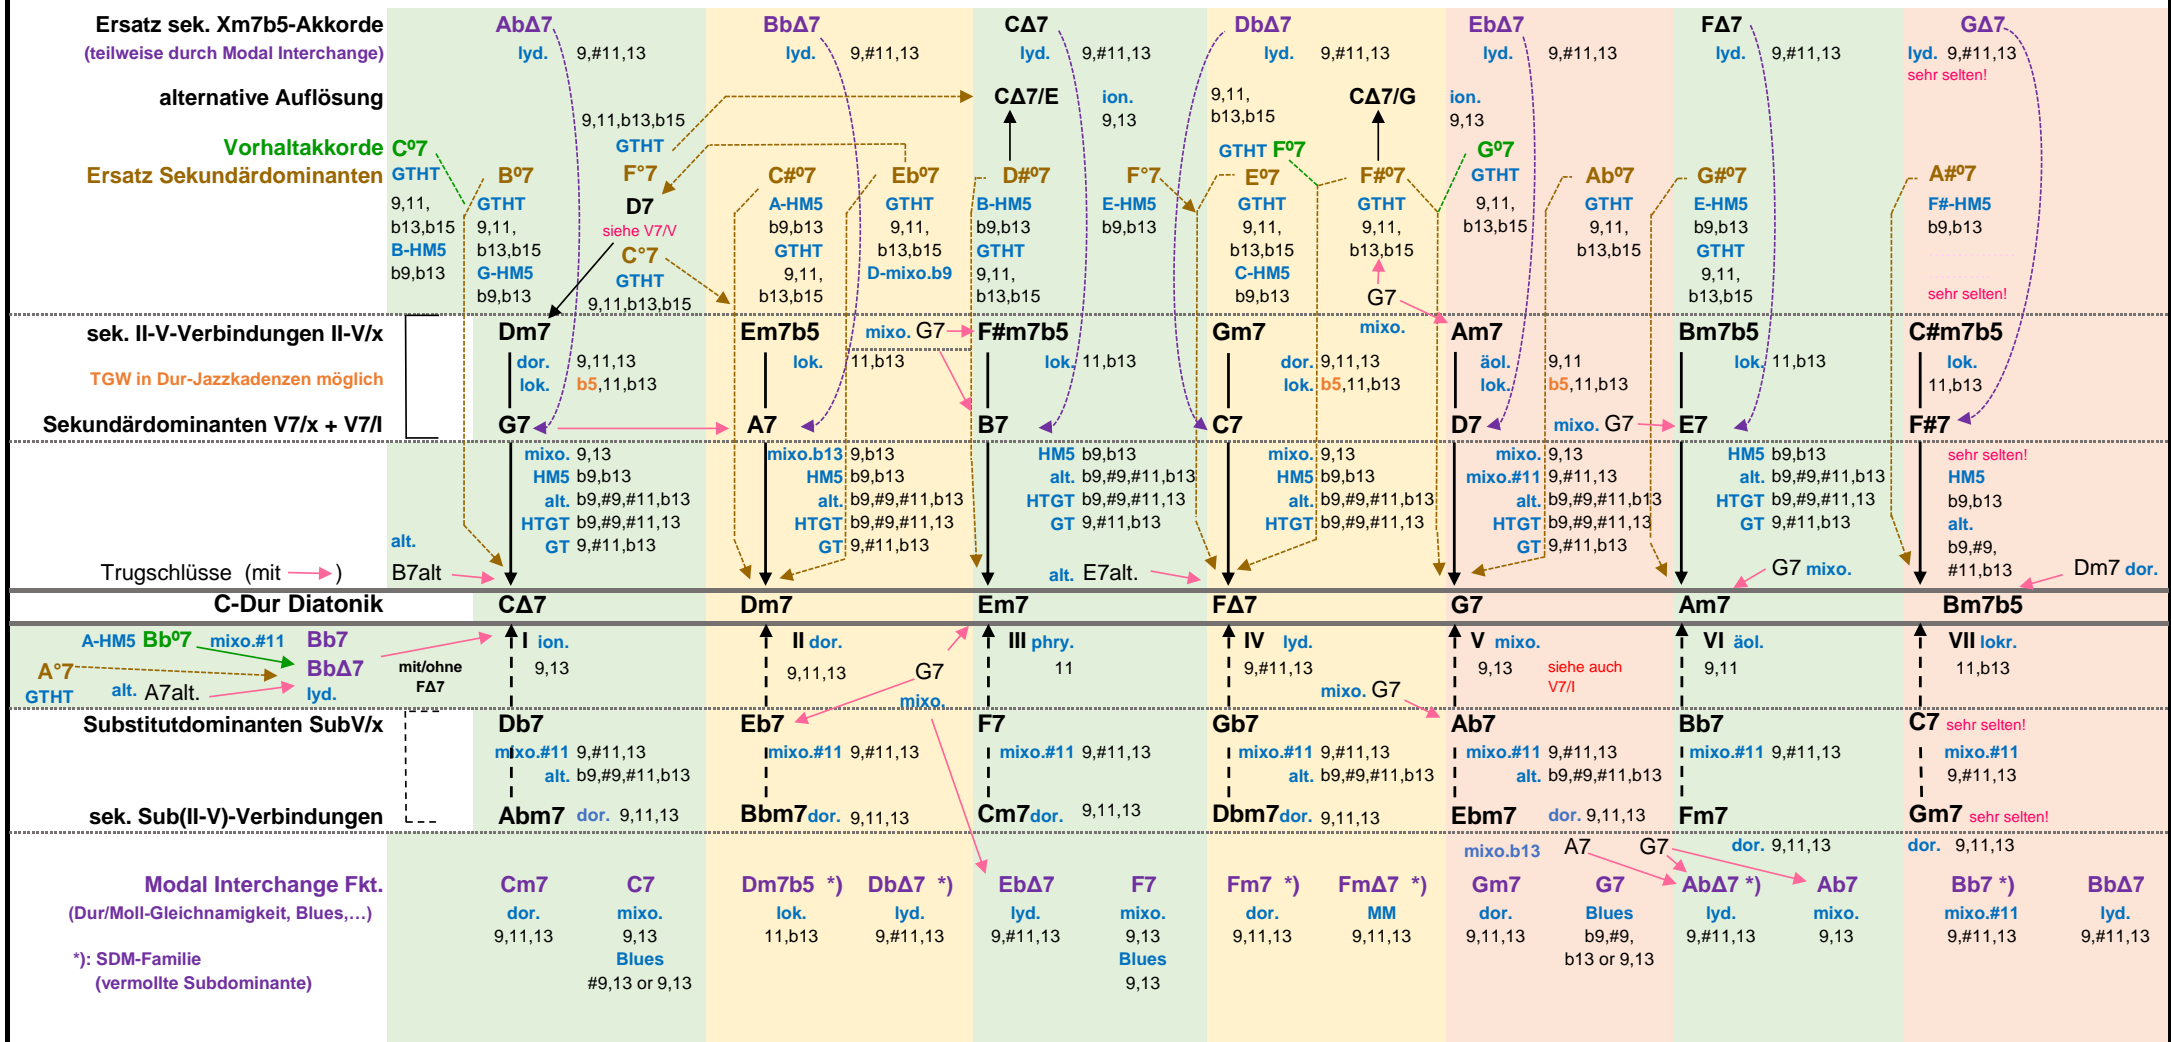 Ersatz sek. Xm7b5-Akkorde AbΔ7 BbΔ7 CΔ7 DbΔ7 EbΔ7 FΔ7 GΔ7
(teilweise durch Modal Interchange) lyd. 9,#11,13 lyd. 9,#11,13 lyd. 9,#11,13 lyd. 9,#11,13 lyd. 9,#11,13 lyd. 9,#11,13 lyd. 9,#11,13
sehr selten!
alternative Auflösung CΔ7/E ion. 9,11, CΔ7/G ion.
9,11,b13,b15 9,13 b13,b15 9,13
Vorhaltakkorde Cº7 GTHT GTHT Fº7 Gº7
Ersatz Sekundärdominanten GTHT Bº7 F°7 C#º7 Ebº7 D#º7 F°7 Eº7 F#º7 GTHT Abº7 G#º7 A#º7
9,11, GTHT D7 A-HM5 GTHT B-HM5 E-HM5 GTHT GTHT 9,11, GTHT E-HM5 F#-HM5
b13,b15 9,11, siehe V7/V b9,b13 9,11, b9,b13 b9,b13 9,11, 9,11, b13,b15 9,11, b9,b13 b9,b13
B-HM5 b13,b15 C°7 GTHT b13,b15 GTHT b13,b15 b13,b15 b13,b15 GTHT
b9,b13 G-HM5 GTHT 9,11, D-mixo.b9 9,11, C-HM5 9,11,
b9,b13 9,11,b13,b15 b13,b15 b13,b15 b9,b13 G7 b13,b15 sehr selten!
sek. II-V-Verbindungen II-V/x Dm7 Em7b5 mixo. G7 F#m7b5 Gm7 mixo. Am7 Bm7b5 C#m7b5
dor. 9,11,13 lok. 11,b13 lok. 11,b13 dor. 9,11,13 äol. 9,11 lok. 11,b13 lok.
TGW in Dur-Jazzkadenzen möglich lok. b5,11,b13 lok. b5,11,b13 lok. b5,11,b13 11,b13
Sekundärdominanten V7/x + V7/I G7 A7 B7 C7 D7 mixo. G7 E7 F#7
mixo. 9,13 mixo.b13 9,b13 HM5 b9,b13 mixo. 9,13 mixo. 9,13 HM5 b9,b13 sehr selten!
HM5 b9,b13 HM5 b9,b13 alt. b9,#9,#11,b13 HM5 b9,b13 mixo.#11 9,#11,13 alt. b9,#9,#11,b13 HM5
alt. b9,#9,#11,b13 alt. b9,#9,#11,b13 HTGT b9,#9,#11,13 alt. b9,#9,#11,b13 alt. b9,#9,#11,b13 HTGT b9,#9,#11,13 b9,b13
HTGT b9,#9,#11,13 HTGT b9,#9,#11,13 GT 9,#11,b13 HTGT b9,#9,#11,13 HTGT b9,#9,#11,13 GT 9,#11,b13 alt.
alt. GT 9,#11,b13 GT 9,#11,b13 GT 9,#11,b13 b9,#9,
Trugschlüsse (mit ) B7alt alt. E7alt. G7 mixo. #11,b13 Dm7 dor.
C-Dur Diatonik CΔ7 Dm7 Em7 FΔ7 G7 Am7 Bm7b5
A-HM5 Bbº7 mixo.#11 Bb7 I ion. II dor. III phry. IV lyd. V mixo. VI äol. VII lokr.
A°7 BbΔ7 mit/ohne 9,13 9,11,13 G7 11 9,#11,13 9,13 siehe auch 9,11 11,b13
GTHT alt. A7alt. lyd. FΔ7 mixo. mixo. G7 V7/I
Substitutdominanten SubV/x Db7 Eb7 F7 Gb7 Ab7 Bb7 C7 sehr selten!
mixo.#11 9,#11,13 mixo.#11 9,#11,13 mixo.#11 9,#11,13 mixo.#11 9,#11,13 mixo.#11 9,#11,13 mixo.#11 9,#11,13 mixo.#11
alt. b9,#9,#11,b13 alt. b9,#9,#11,b13 alt. b9,#9,#11,b13 9,#11,13
sek. Sub(II-V)-Verbindungen Abm7 dor. 9,11,13 Bbm7 dor. 9,11,13 Cm7 dor. 9,11,13 Dbm7 dor. 9,11,13 Ebm7 dor. 9,11,13 Fm7 Gm7 sehr selten!
mixo.b13 A7 G7 dor. 9,11,13 dor. 9,11,13
Modal Interchange Fkt. Cm7 C7 Dm7b5 *) DbΔ7 *) EbΔ7 F7 Fm7 *) FmΔ7 *) Gm7 G7 AbΔ7 *) Ab7 Bb7 *) BbΔ7
(Dur/Moll-Gleichnamigkeit, Blues,...) dor. mixo. lok. lyd. lyd. mixo. dor. MM dor. Blues lyd. mixo. mixo.#11 lyd.
9,11,13 9,13 11,b13 9,#11,13 9,#11,13 9,13 9,11,13 9,11,13 9,11,13 b9,#9, 9,#11,13 9,13 9,#11,13 9,#11,13
*): SDM-Familie Blues Blues b13 or 9,13
(vermollte Subdominante) #9,13 or 9,13 9,13